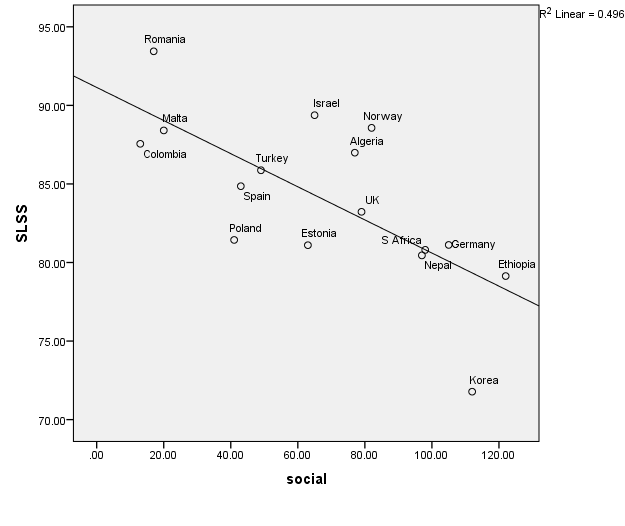 R² Linear = 0.496
95.00
90.00
85.00
80.00
75.00
70.00
SLSS
Romania
Israel
Malta
Norway
Algeria
Colombia
Turkey
Spain
UK
Poland
Estonia
S Africa
Germany
Nepal
Ethiopia
Korea
.00
20.00
40.00
60.00
80.00
100.00
120.00
social